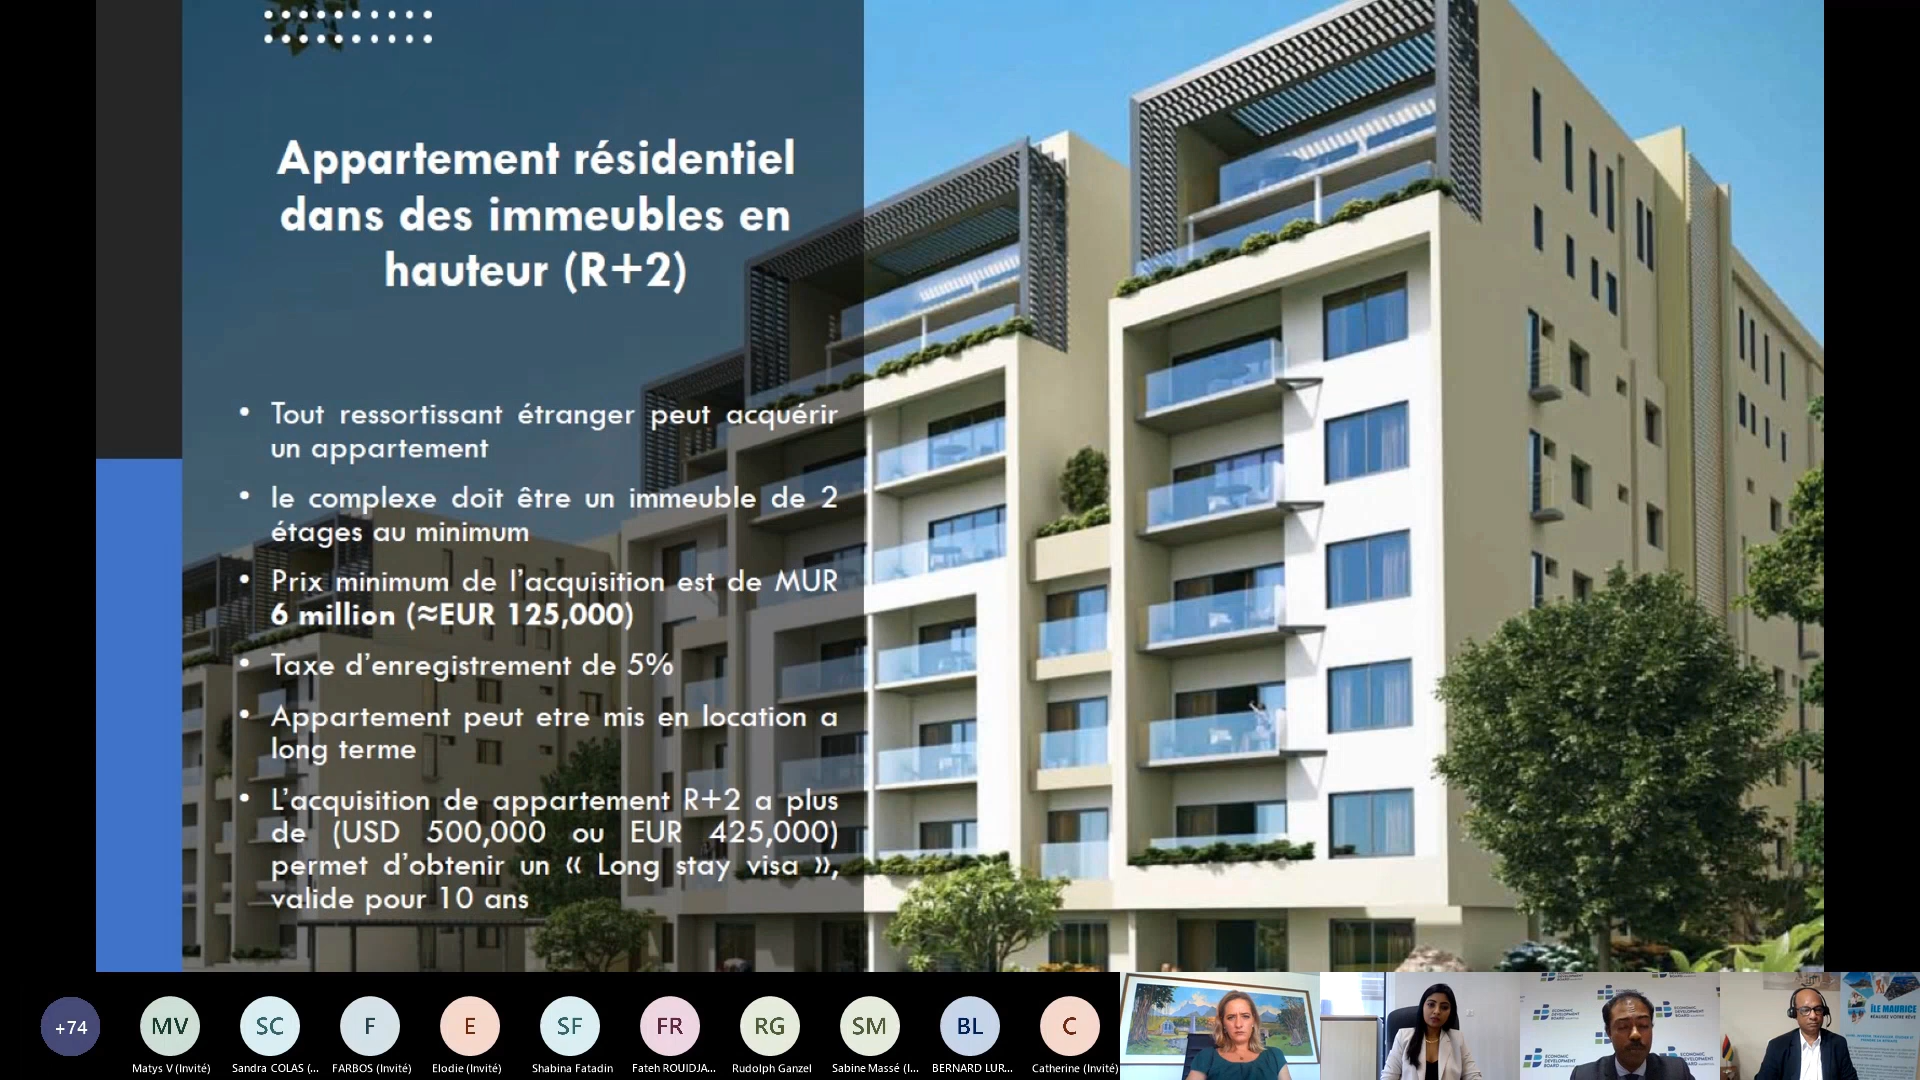 Appartement résidentiel
dans des immeubles en
hauteur (R+2)
• Tout ressortissant étranger peut acquérir
un appartement
• le complexe doit être un immeuble de 2
étages au minimum
• Prix minimum de l’acquisition est de MUR
6 million (≈EUR 125,000)
• Taxe d’enregistrement de 5%
• Appartement peut etre mis en location a
long terme
• L’acquisition de appartement R+2 a plus
de (USD 500,000 ou EUR 425,000)
permet d’obtenir un « Long stay visa »,
valide pour 10 ans
+74
MV
SC
F
E
SF
FR
RG
SM
BL
C
Matys V (Invité)
Sandra COLAS (...
FARBOS (Invité)
Elodie (Invité)
Shabina Fatadin
Fateh ROUIDJA...
Rudolph Ganzel
Sabine Massé (I...
BERNARD LUR...
Catherine (Invité)
ECONOMIC
DEVELOPMENT
BOARD
ÎLE MAURICE